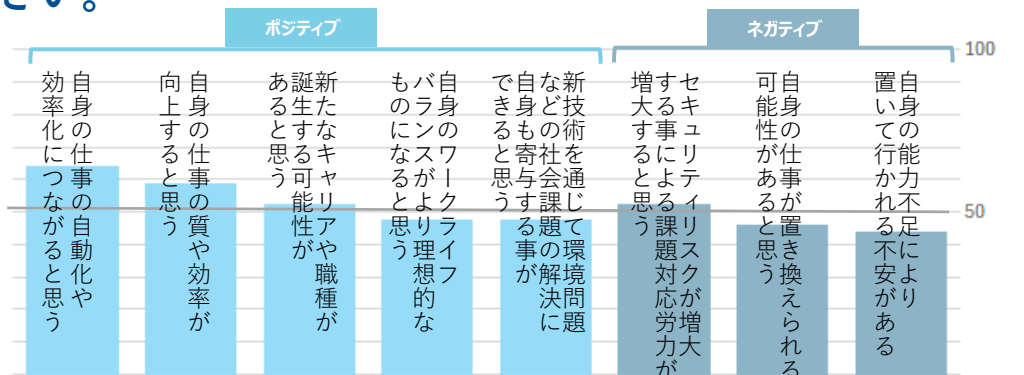 さい。
ポジティブ
ネガティブ
100
自身の仕事の自動化や
効率化につながると思う
自身の仕事の質や効率が
向上すると思う
新たなキャリアや職種が
誕生する可能性が
あると思う
自身のワークライフ
バランスがより理想的な
ものになると思う
新技術を通じて環境問題
などの社会課題の解決に
自身も寄与する事が
できると思う
セキュリティリスクが増大
する事による課題対応労力が
増大すると思う
自身の仕事が置き換えられる
可能性があると思う
自身の能力不足により
置いて行かれる不安がある
50